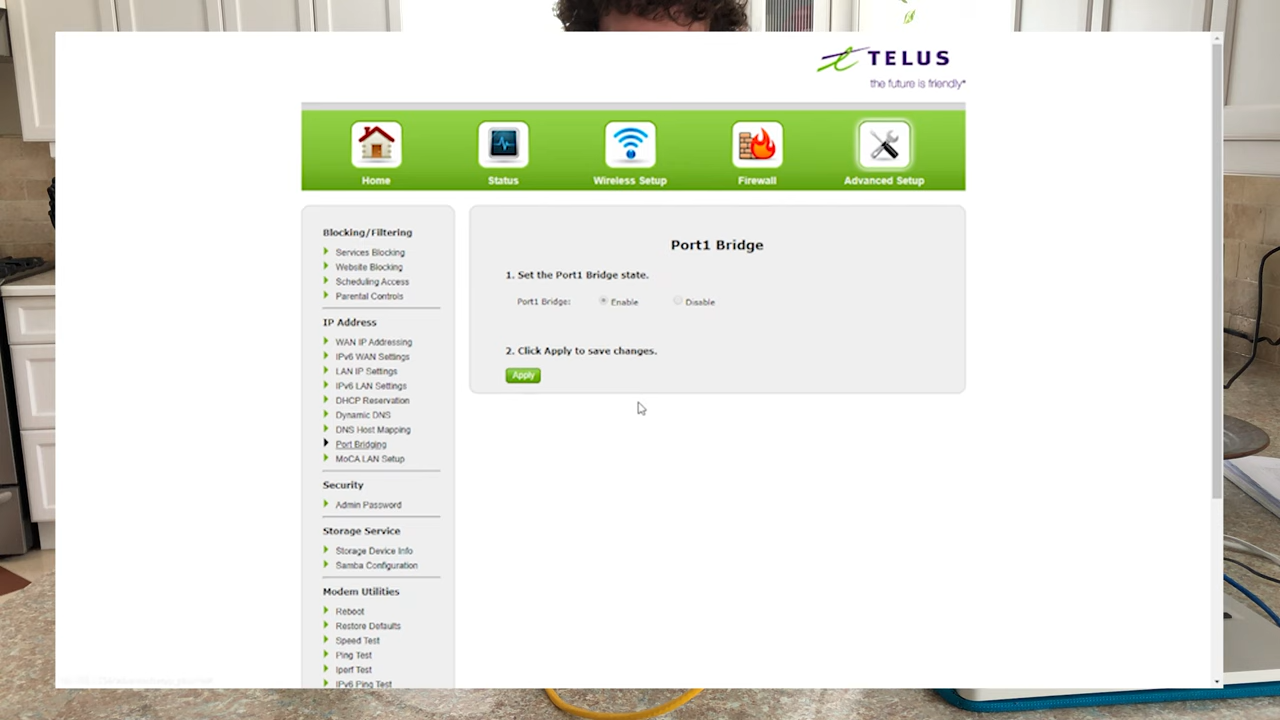 TELUS
the future is friendly®
Home
Status
Wireless Setup
Firewall
Advanced Setup
Blocking/Filtering
Services Blocking
Website Blocking
Scheduling Access
Parental Controls
IP Address
WAN IP Addressing
IPv6 WAN Settings
LAN IP Settings
IPv6 LAN Settings
DHCP Reservation
Dynamic DNS
DNS Host Mapping
Port Bridging
MoCA LAN Setup
Security
Admin Password
Storage Service
Storage Device Info
Samba Configuration
Modem Utilities
Reboot
Restore Defaults
Speed Test
Ping Test
Iperf Test
IPv6 Ping Test
Port1 Bridge
1. Set the Port1 Bridge state.
Port1 Bridge: Enable Disable
2. Click Apply to save changes.
Apply